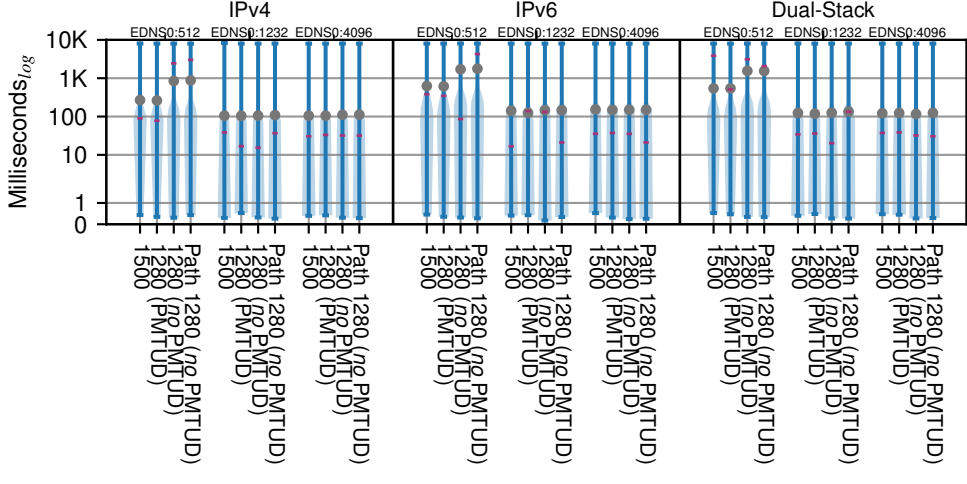 IPv4 IPv6 Dual-Stack
EDNS0:512 EDNS0:1232 EDNS0:4096 EDNS0:512 EDNS0:1232 EDNS0:4096 EDNS0:512 EDNS0:1232 EDNS0:4096
Milliseconds_log
10K
1K
100
10
1
0
1500
1280 (PMTUD)
1280 (no PMTUD)
Path 1280 (no PMTUD)
1500
1280 (PMTUD)
1280 (no PMTUD)
Path 1280 (no PMTUD)
1500
1280 (PMTUD)
1280 (no PMTUD)
Path 1280 (no PMTUD)
1500
1280 (PMTUD)
1280 (no PMTUD)
Path 1280 (no PMTUD)
1500
1280 (PMTUD)
1280 (no PMTUD)
Path 1280 (no PMTUD)
1500
1280 (PMTUD)
1280 (no PMTUD)
Path 1280 (no PMTUD)
1500
1280 (PMTUD)
1280 (no PMTUD)
Path 1280 (no PMTUD)
1500
1280 (PMTUD)
1280 (no PMTUD)
Path 1280 (no PMTUD)
1500
1280 (PMTUD)
1280 (no PMTUD)
Path 1280 (no PMTUD)